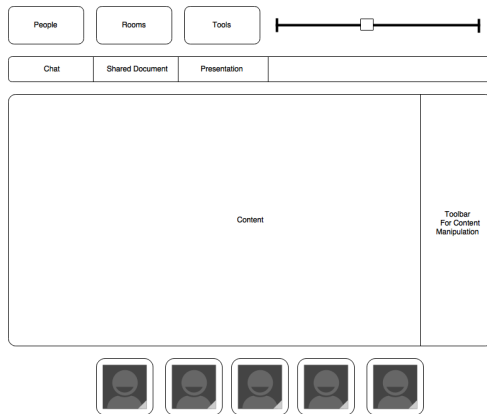 People
Rooms
Tools
Chat
Shared Document
Presentation
Content
Toolbar
For Content
Manipulation